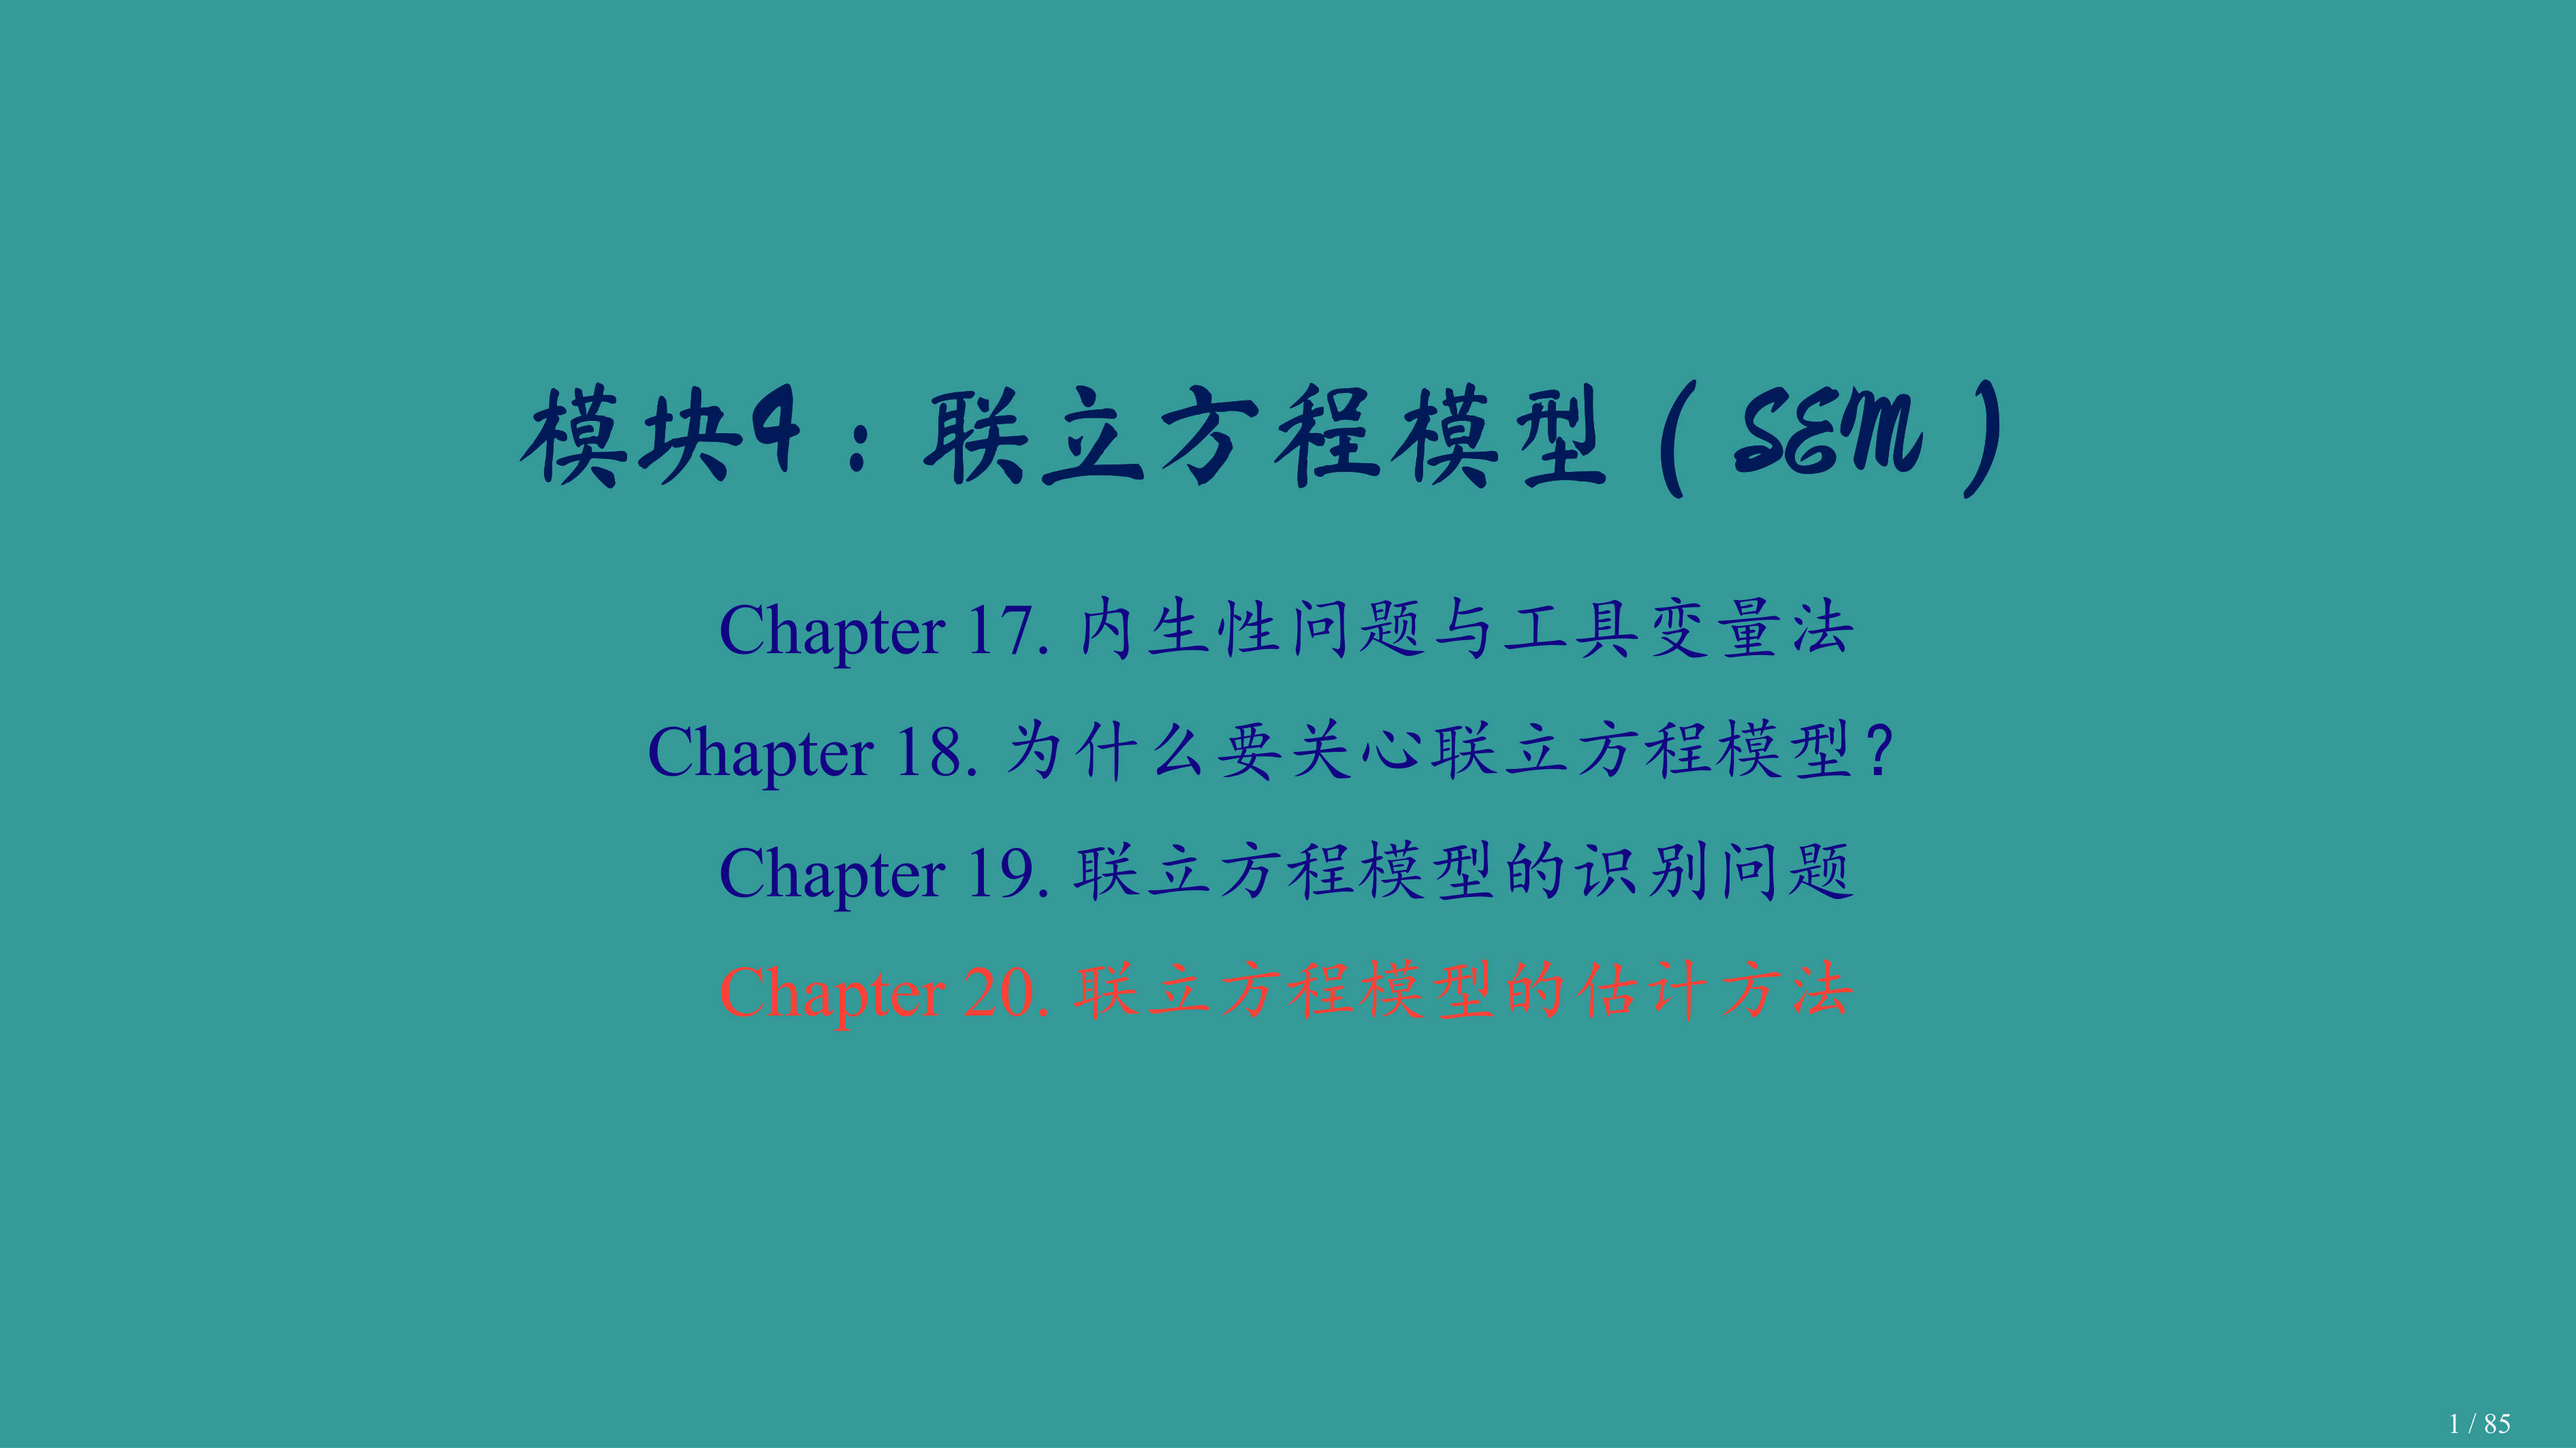 模块4：联立方程模型（SEM）
Chapter 17. 内生性问题与工具变量法
Chapter 18. 为什么要关心联立方程模型?
Chapter 19. 联立方程模型的识别问题
Chapter 20. 联立方程模型的估计方法
1 / 85